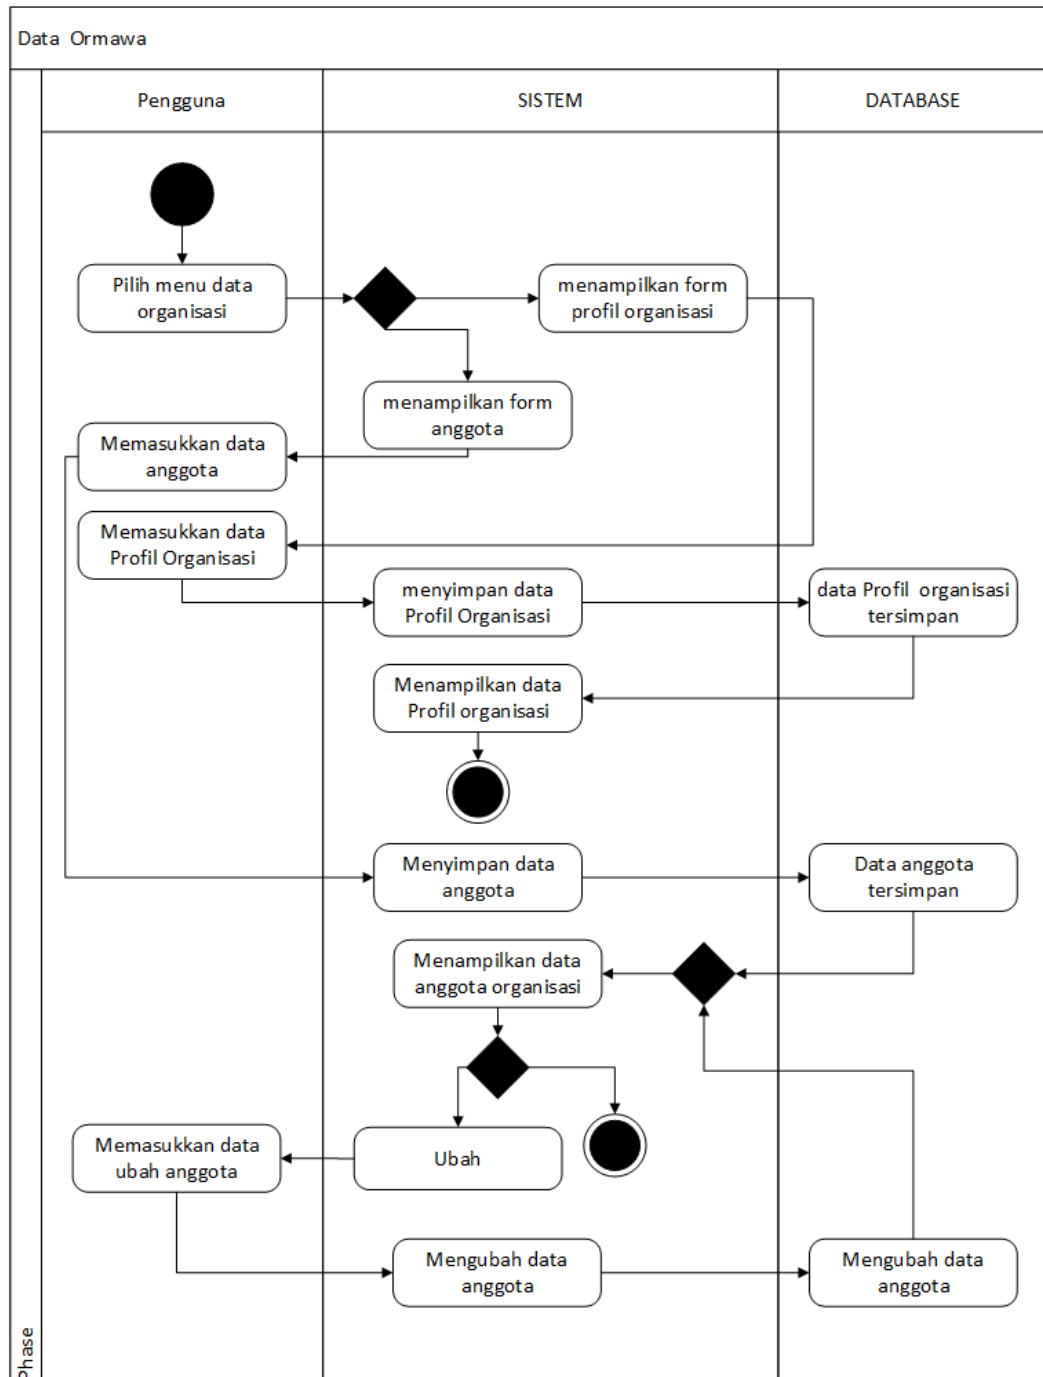 Data Ormawa
Pengguna
SISTEM
DATABASE
Pilih menu data
organisasi
menampilkan form
profil organisasi
menampilkan form
anggota
Memasukkan data
anggota
Memasukkan data
Profil Organisasi
menyimpan data
Profil Organisasi
data Profil organisasi
tersimpan
Menampilkan data
Profil organisasi
Menyimpan data
anggota
Data anggota
tersimpan
Menampilkan data
anggota organisasi
Memasukkan data
ubah anggota
Ubah
Mengubah data
anggota
Mengubah data
anggota
Phase